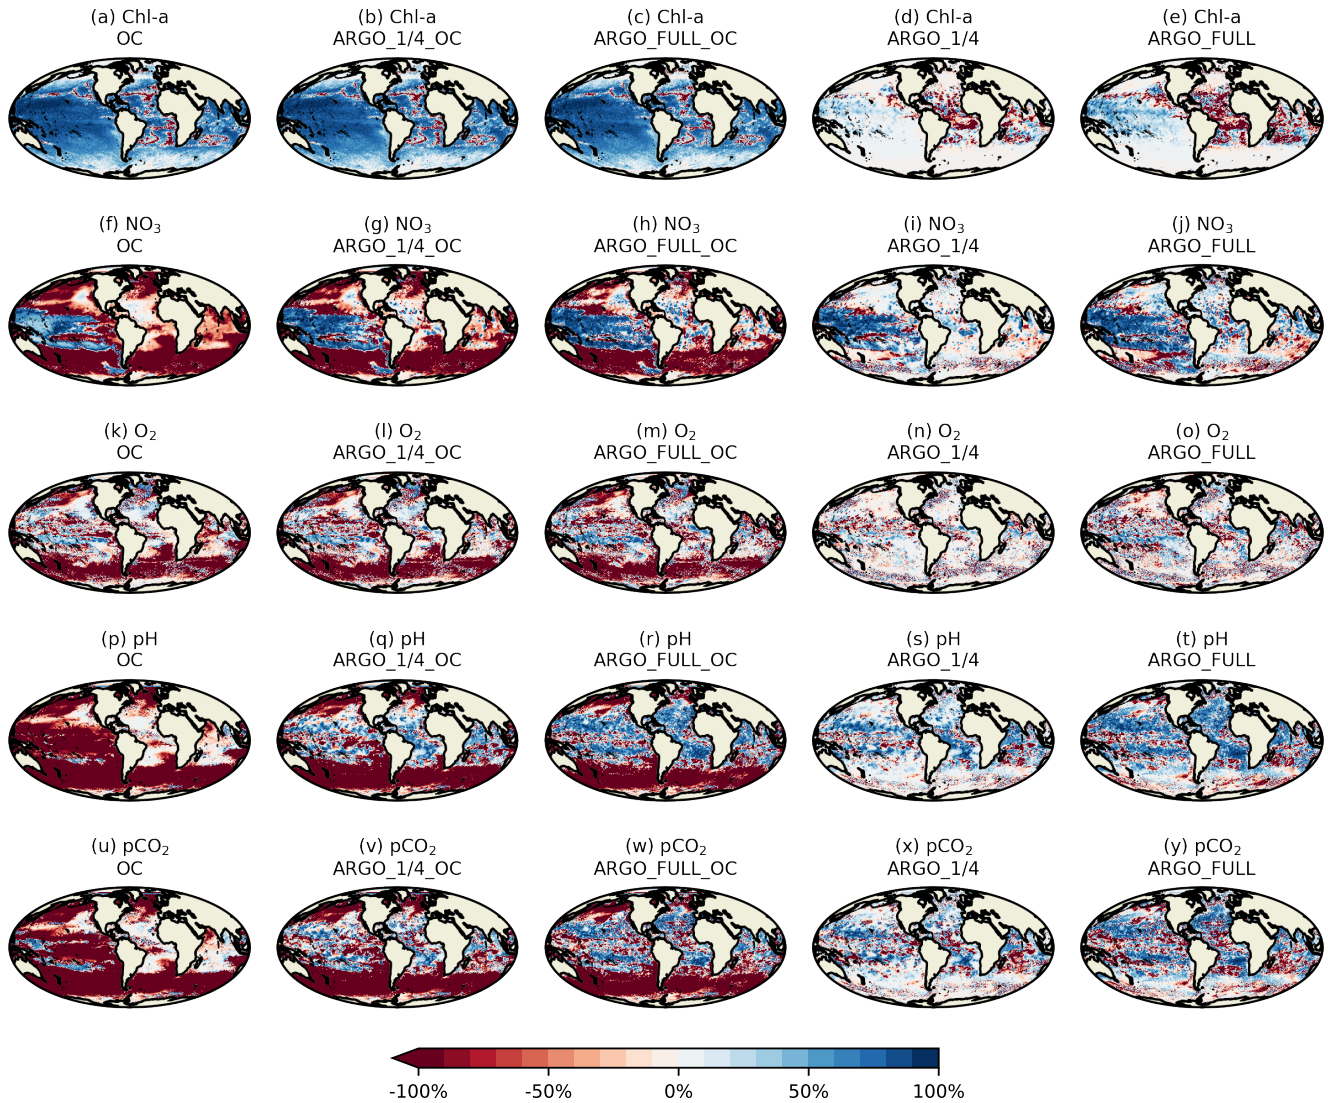 (a) Chl-a
OC
(b) Chl-a
ARGO_1/4_OC
(c) Chl-a
ARGO_FULL_OC
(d) Chl-a
ARGO_1/4
(e) Chl-a
ARGO_FULL
(f) NO₃
OC
(g) NO₃
ARGO_1/4_OC
(h) NO₃
ARGO_FULL_OC
(i) NO₃
ARGO_1/4
(j) NO₃
ARGO_FULL
(k) O₂
OC
(l) O₂
ARGO_1/4_OC
(m) O₂
ARGO_FULL_OC
(n) O₂
ARGO_1/4
(o) O₂
ARGO_FULL
(p) pH
OC
(q) pH
ARGO_1/4_OC
(r) pH
ARGO_FULL_OC
(s) pH
ARGO_1/4
(t) pH
ARGO_FULL
(u) pCO₂
OC
(v) pCO₂
ARGO_1/4_OC
(w) pCO₂
ARGO_FULL_OC
(x) pCO₂
ARGO_1/4
(y) pCO₂
ARGO_FULL
-100% -50% 0% 50% 100%